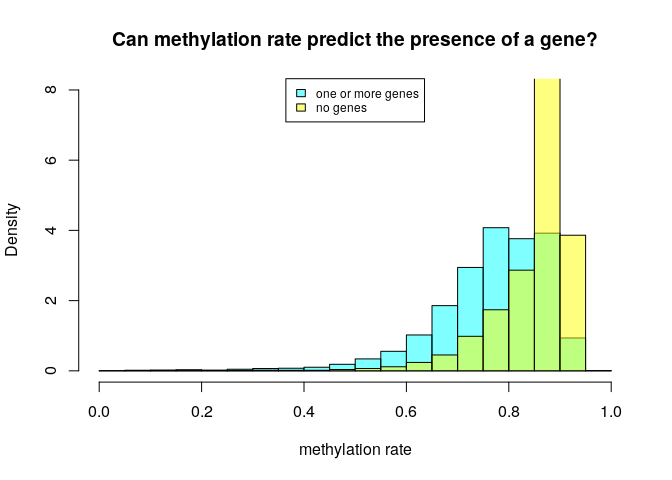 Can methylation rate predict the presence of a gene?
one or more genes
no genes
Density
8
6
4
2
0
0.0 0.2 0.4 0.6 0.8 1.0
methylation rate